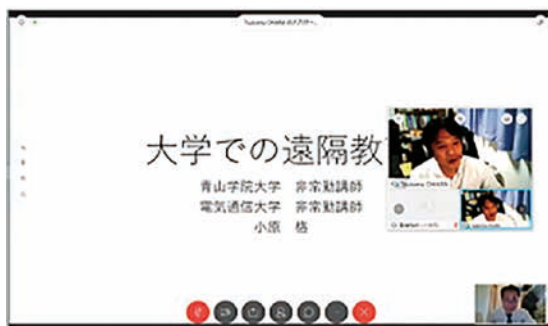 大学での遠隔教
青山学院大学 非常勤講師
電気通信大学 非常勤講師
小原 格